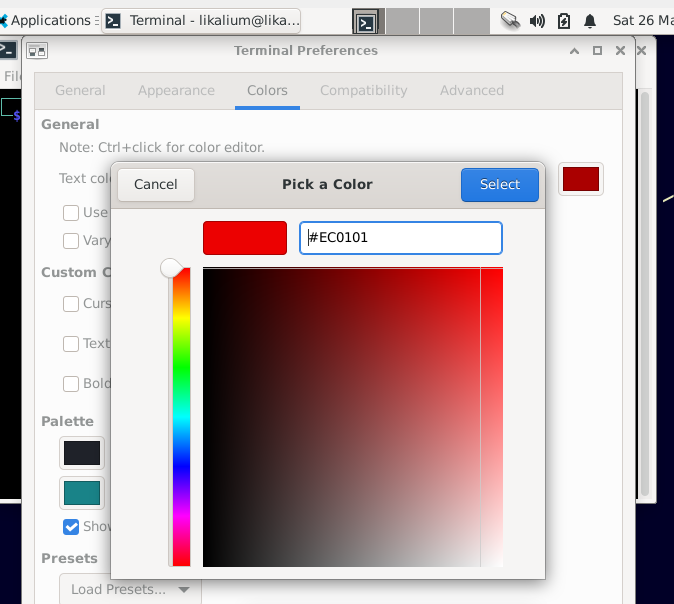 Applications
Terminal - likalium@lika...
Sat 26 Ma
Terminal Preferences
Fil
General Appearance Colors Compatibility Advanced
$
General
Note: Ctrl+click for color editor.
Text colo
Cancel
Pick a Color
Select
Use
Vary
#EC0101
Custom C
Curs
Text
Bold
Palette
Show
Presets
Load Presets...